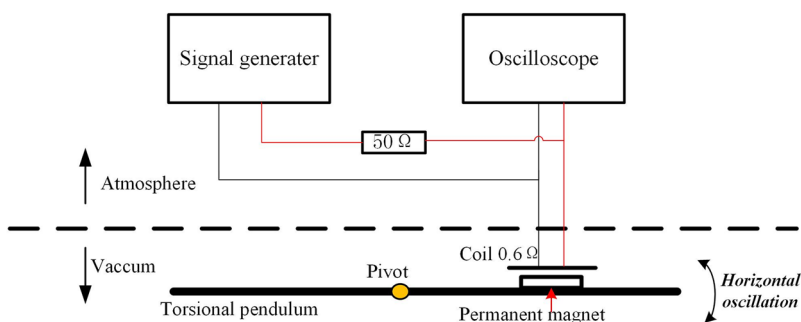 Signal generater
Oscilloscope
50 Ω
Atmosphere
Coil 0.6 Ω
Vaccum
Pivot
Horizontal
oscillation
Torsional pendulum
Permanent magnet